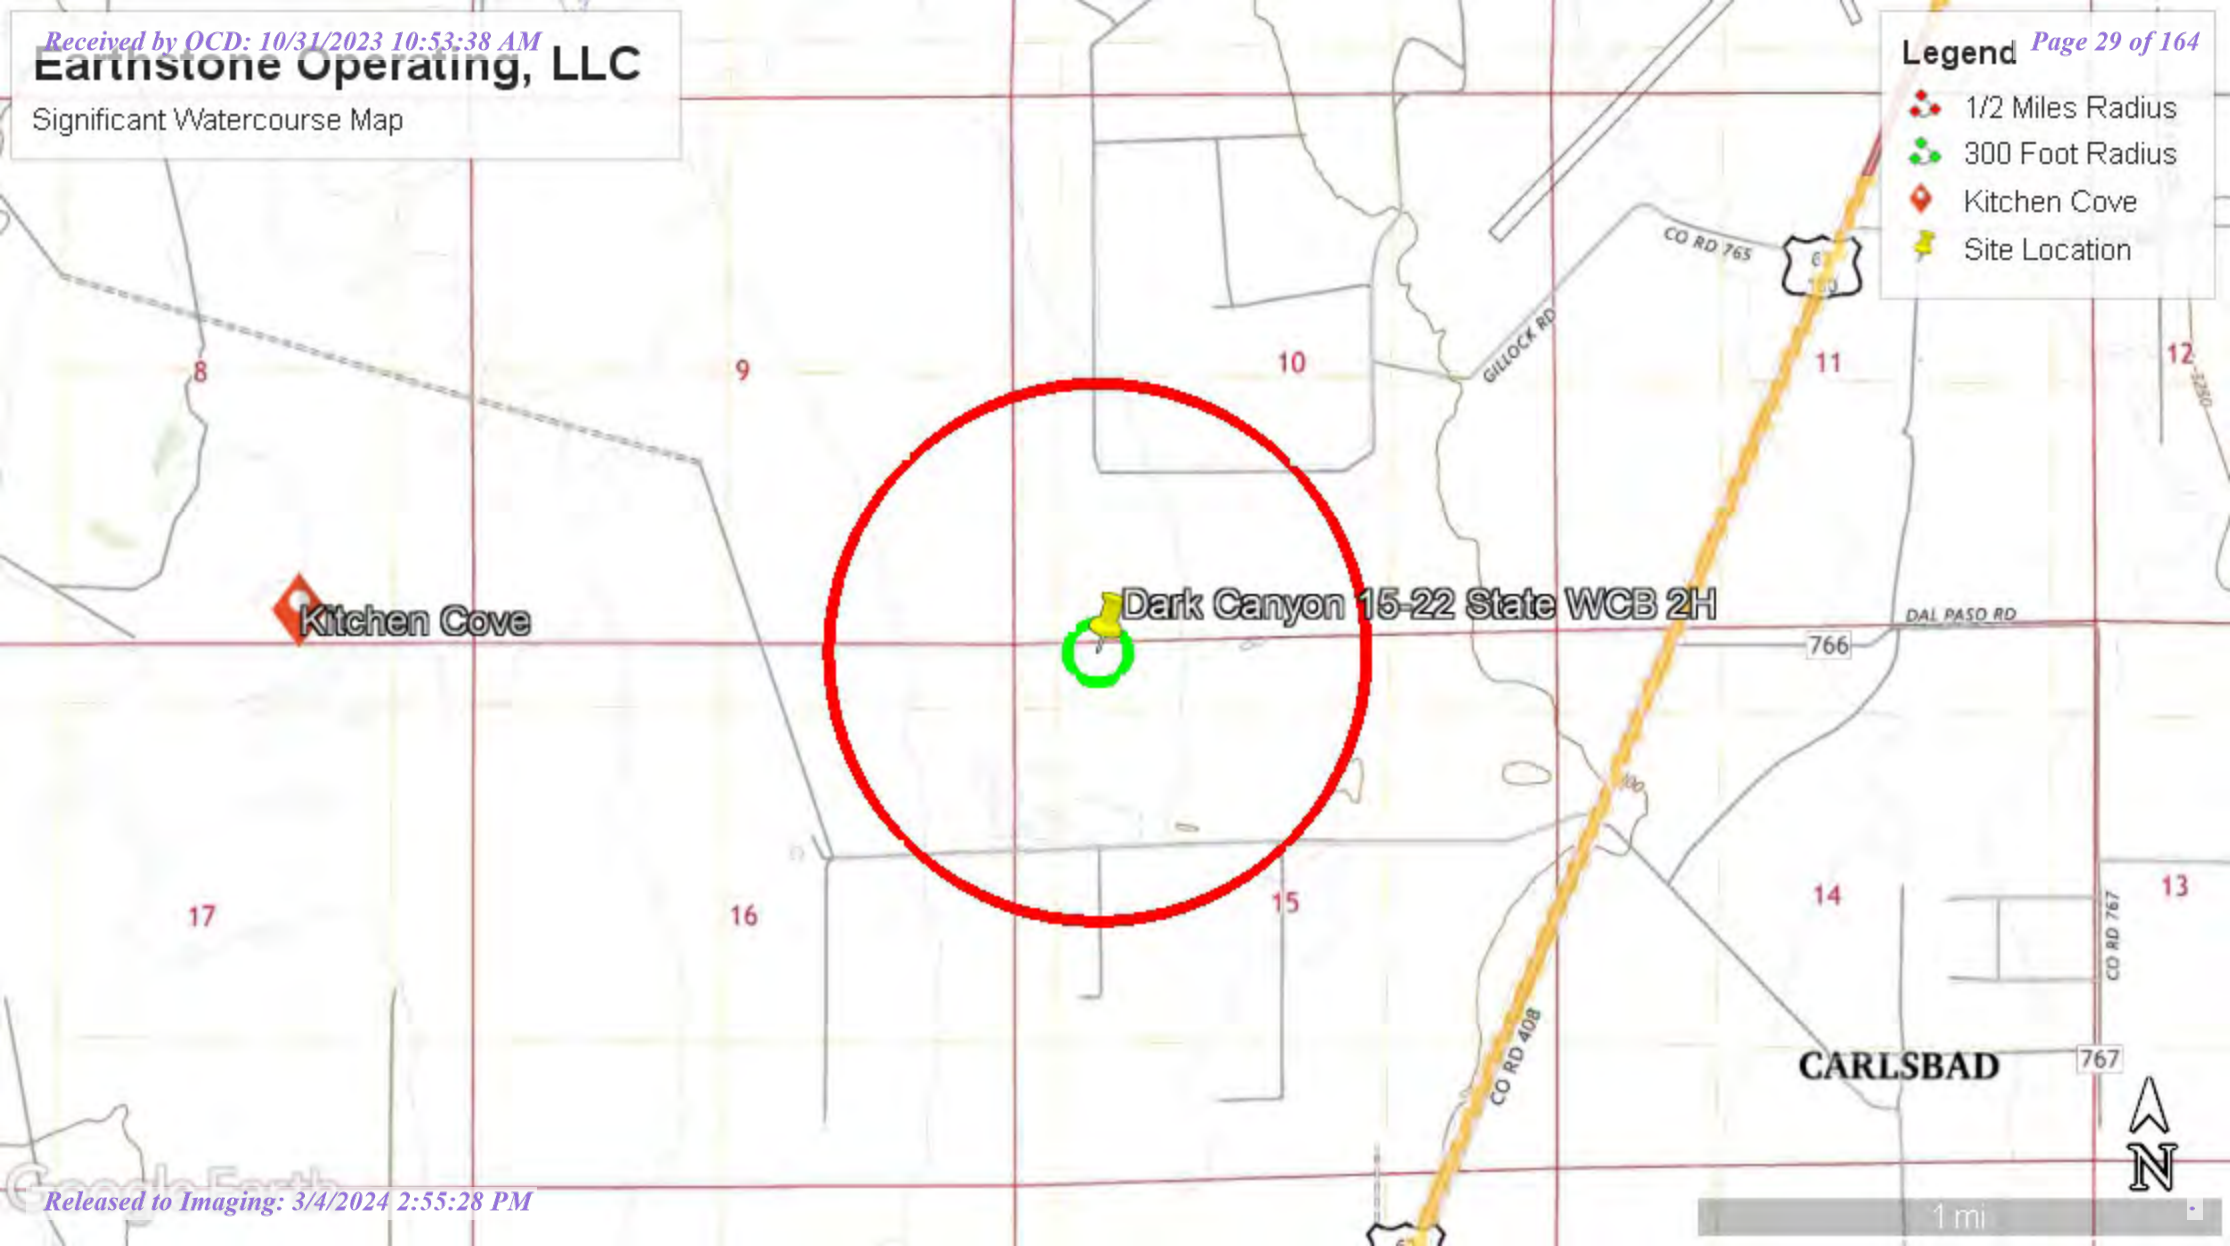 Received by OCD: 10/31/2023 10:53:38 AM
Page 29 of 164
Earthstone Operating, LLC
Significant Watercourse Map
Legend
1/2 Miles Radius
300 Foot Radius
Kitchen Cove
Site Location
CO RD 765
GILLOCK RD
8
9
10
11
12
3280
Kitchen Cove
Dark Canyon 15-22 State WCB 2H
DAL PASO RD
766
17
16
15
14
13
CO RD 767
CO RD 408
CARLSBAD
767
N
Google Earth
Released to Imaging: 3/4/2024 2:55:28 PM
1 mi